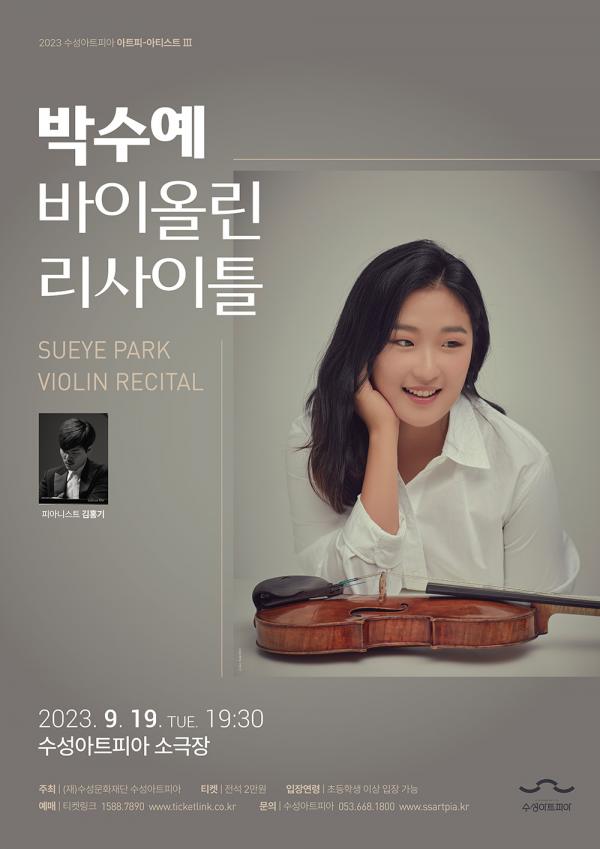 2023 수성아트피아 아트피-아티스트 Ⅲ
박수예
바이올린
리사이틀
SUEYE PARK
VIOLIN RECITAL
피아니스트 김홍기
2023. 9. 19. TUE. 19:30
수성아트피아 소극장
주최 | (재)수성문화재단 수성아트피아 티켓 | 전석 2만원 입장연령 | 초등학생 이상 입장 가능
예매 | 티켓링크 1588.7890 www.ticketlink.co.kr 문의 | 수성아트피아 053.668.1800 www.ssartpia.kr
수성아트피아